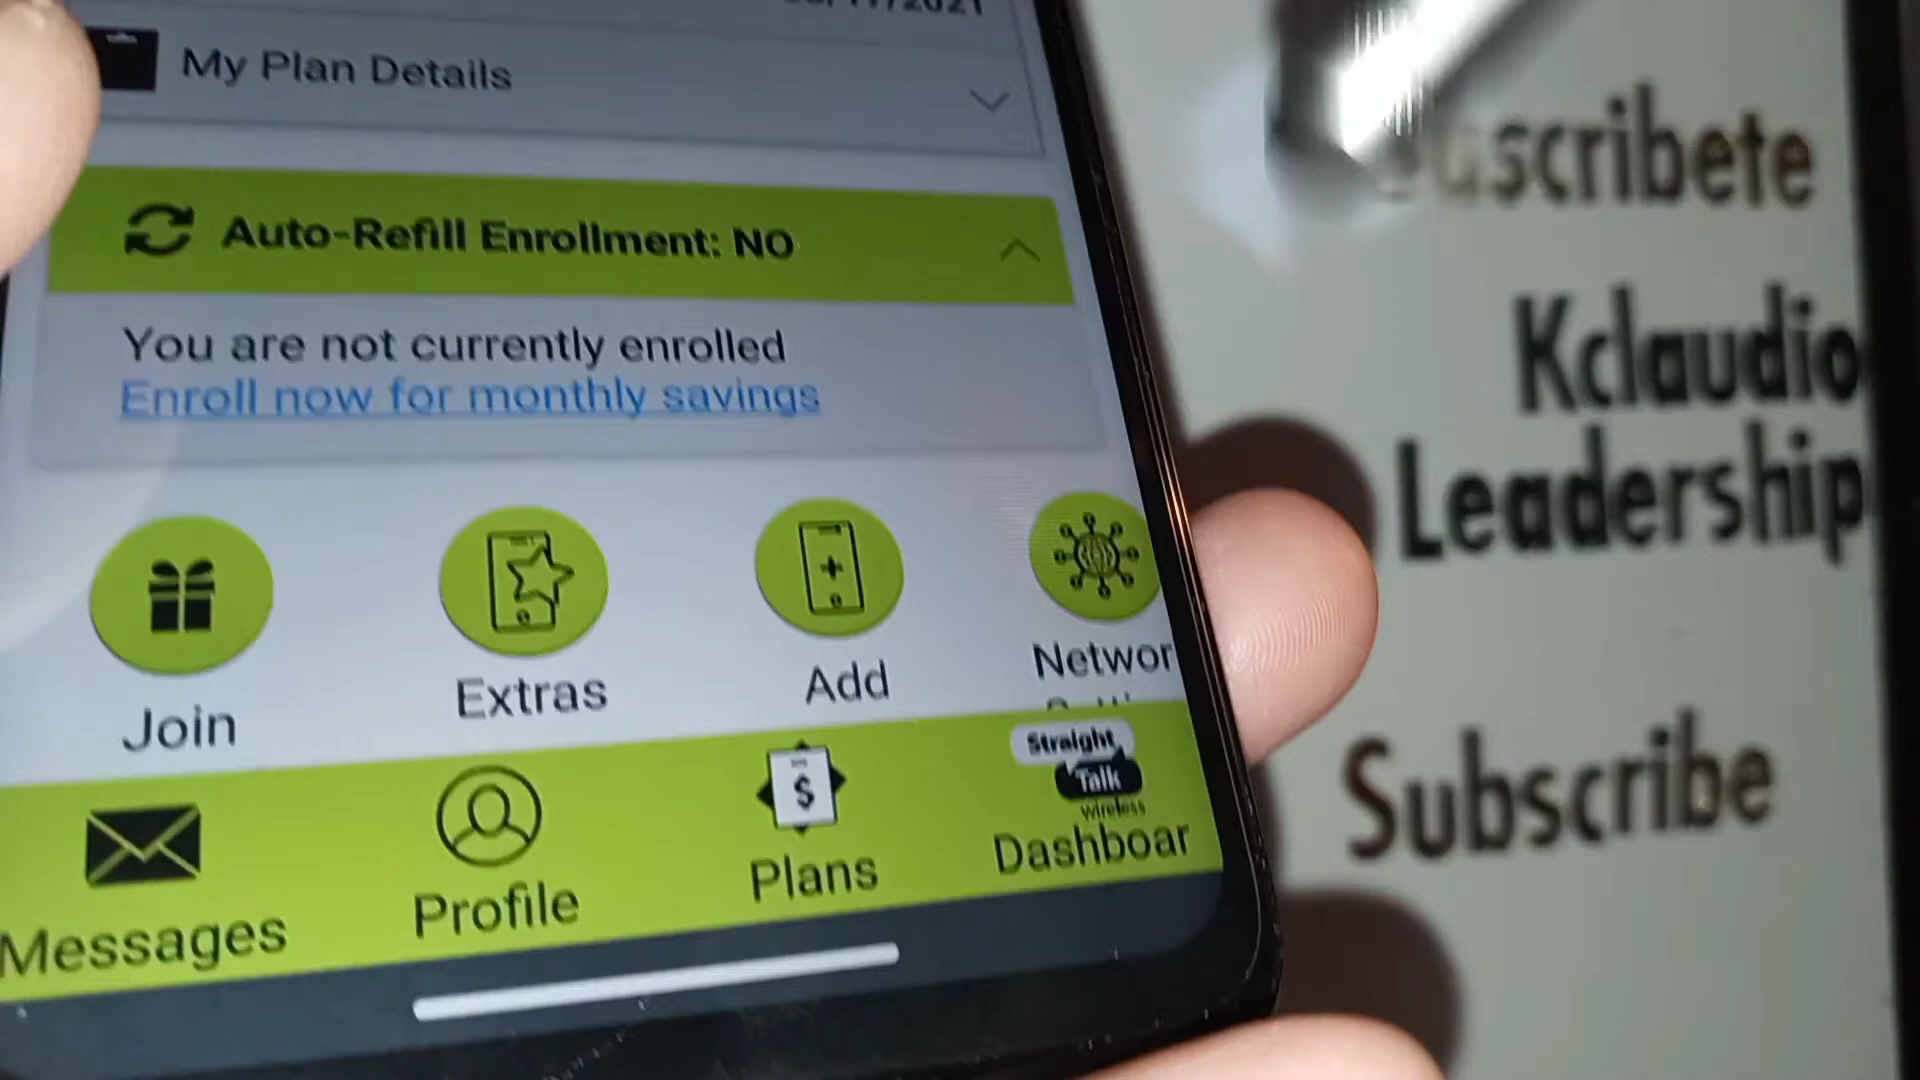 My Plan Details
Auto-Refill Enrollment: NO
You are not currently enrolled
Enroll now for monthly savings
Join
Extras
Add
Networ
Straight
Talk
wireless
Messages
Profile
Plans
Dashboar
Suscribete
Kclaudio
Leadership
Subscribe